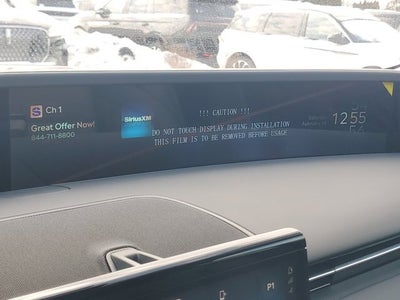 S Ch 1
Great Offer Now!
844-711-8800
SiriusXM
!!! CAUTION !!!
DO NOT TOUCH DISPLAY DURING INSTALLATION
THIS FILM IS TO BE REMOVED BEFORE USAGE
12 55
54
P1